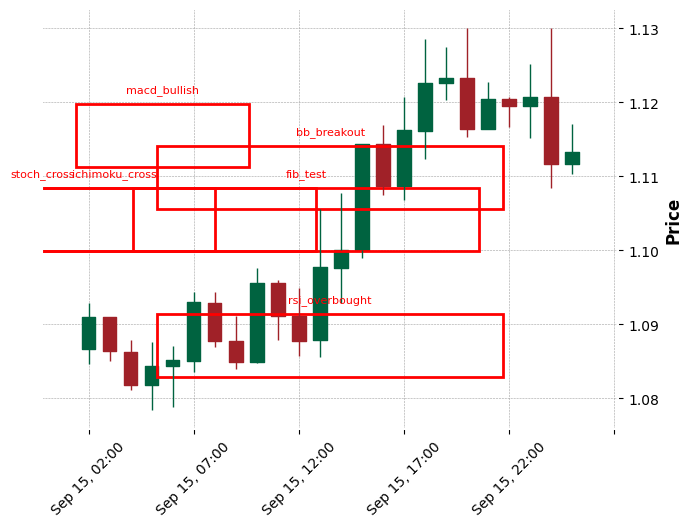 1.13
macd_bullish
1.12
bb_breakout
stoch_cross
ichimoku_cross
fib_test
1.11
1.10
Price
rsi_overbought
1.09
1.08
Sep 15, 02:00
Sep 15, 07:00
Sep 15, 12:00
Sep 15, 17:00
Sep 15, 22:00